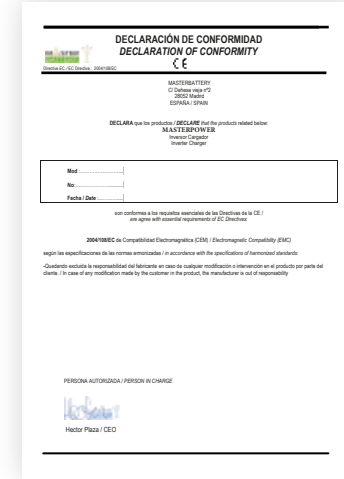 DECLARACIÓN DE CONFORMIDAD
DECLARATION OF CONFORMITY
CE
Directiva EC / EC Directive : 2004/108/EC
MASTERBATTERY
C/ Dehesa vieja nº2
28052 Madrid
ESPAÑA / SPAIN
DECLARA que los productos / DECLARE that the products related below:
MASTERPOWER
Inversor Cargador
Inverter Charger
Mod :
No:
Fecha / Date :
son conformes a los requisitos esenciales de las Directivas de la CE /
are agree with essential requirements of EC Directives:
2004/108/EC de Compatibilidad Electromagnética (CEM) / Electromagnetic Compatibility (EMC)
según las especificaciones de las normas armonizadas / in accordance with the specifications of harmonized standards:
-Quedando excluida la responsabilidad del fabricante en caso de cualquier modificación o intervención en el producto por parte del
cliente. / In case of any modification made by the customer in the product, the manufacturer is out of responsibility
PERSONA AUTORIZADA / PERSON IN CHARGE
Hector Plaza / CEO